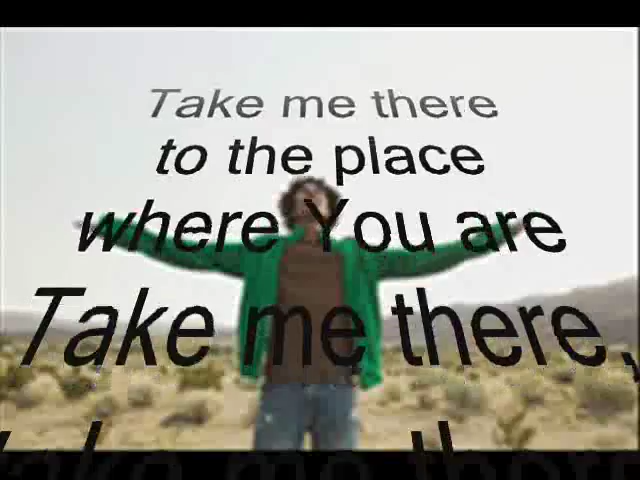 Take me there
to the place
where You are
Take me there,
take me there